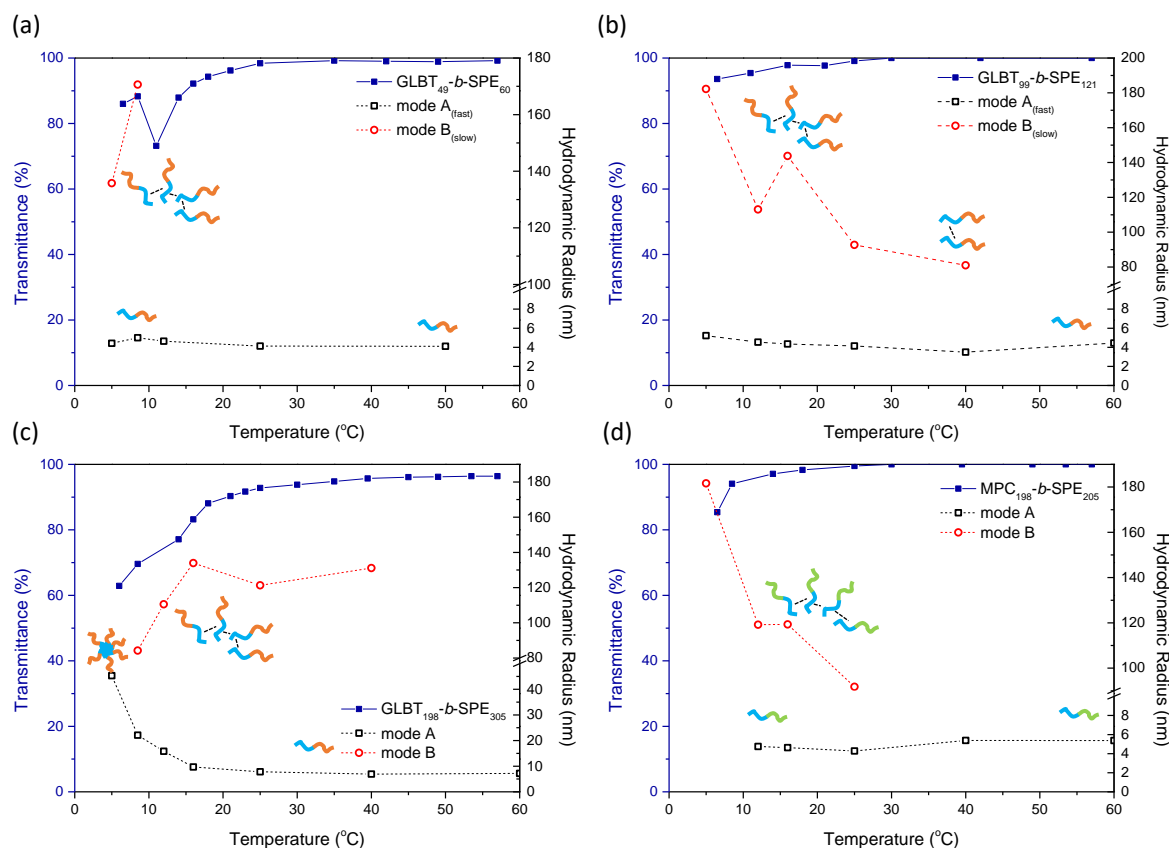 (a)
100
80
60
40
20
0
Transmittance (%)
GLBT49-b-SPE60
mode A(fast)
mode B(slow)
180
160
140
120
100
8
6
4
2
0
Hydrodynamic Radius (nm)
0 10 20 30 40 50 60
Temperature (°C)
(b)
100
80
60
40
20
0
Transmittance (%)
GLBT99-b-SPE121
mode A(fast)
mode B(slow)
200
180
160
140
120
100
80
8
6
4
2
0
Hydrodynamic Radius (nm)
0 10 20 30 40 50 60
Temperature (°C)
(c)
100
80
60
40
20
0
Transmittance (%)
GLBT198-b-SPE305
mode A
mode B
180
160
140
120
100
80
40
30
20
10
0
Hydrodynamic Radius (nm)
0 10 20 30 40 50 60
Temperature (°C)
(d)
100
80
60
40
20
0
Transmittance (%)
MPC198-b-SPE205
mode A
mode B
180
160
140
120
100
8
6
4
2
0
Hydrodynamic Radius (nm)
0 10 20 30 40 50 60
Temperature (°C)